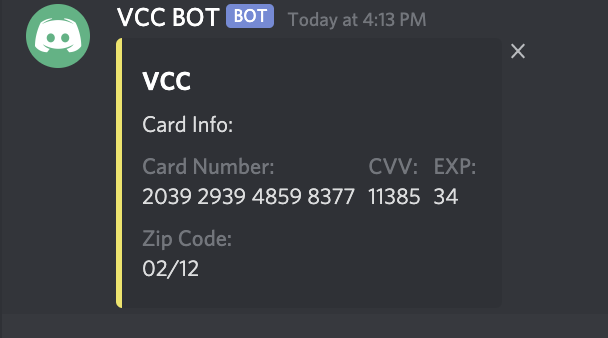 VCC BOT BOT Today at 4:13 PM
VCC
Card Info:
Card Number: CVV: EXP:
2039 2939 4859 8377 11385 34
Zip Code:
02/12